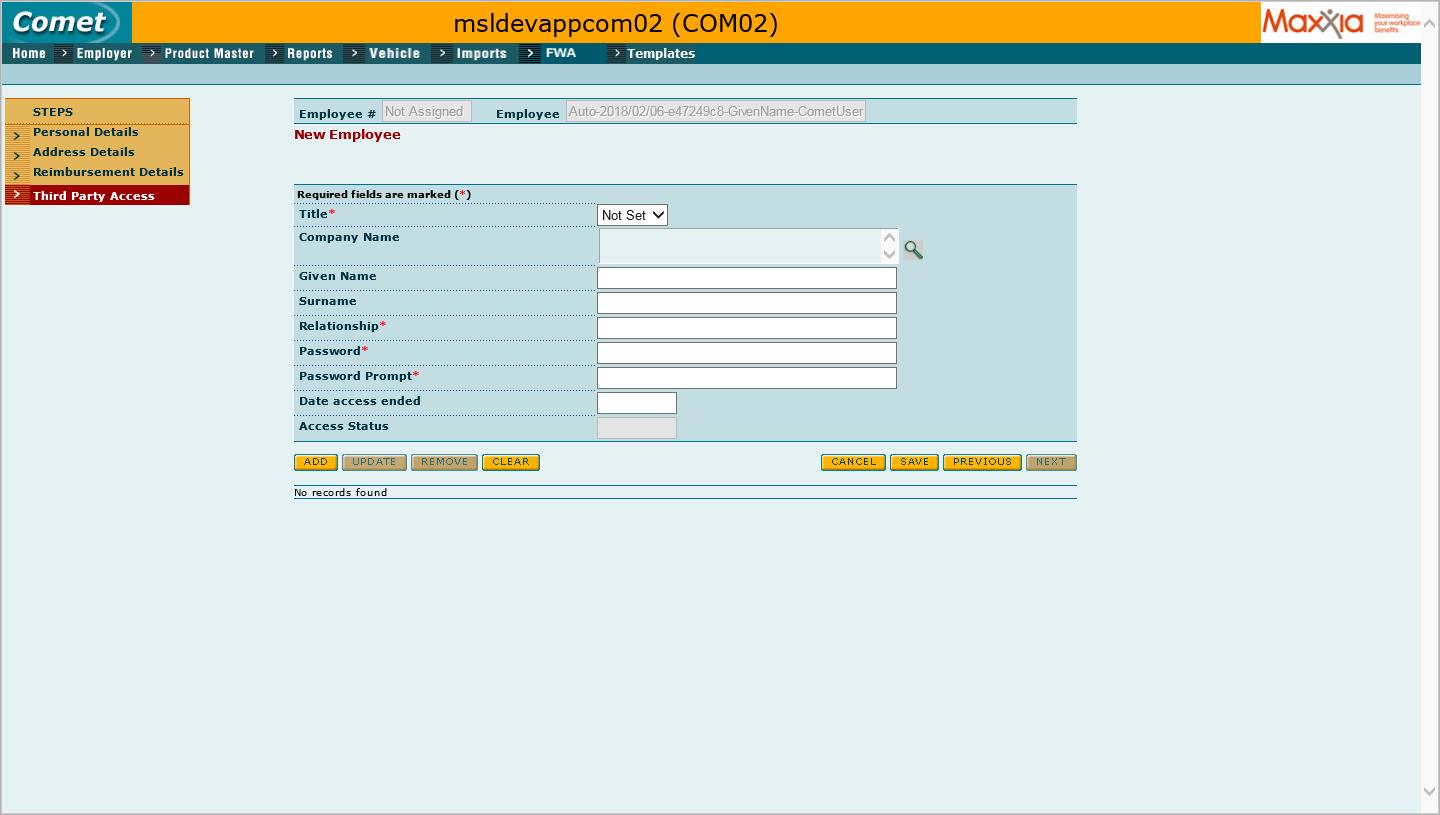 Comet
msldevappcom02 (COM02)
Maxxia Maximising your workplace benefits
Home > Employer > Product Master > Reports > Vehicle > Imports > FWA > Templates
STEPS
> Personal Details
> Address Details
> Reimbursement Details
> Third Party Access
Employee # Not Assigned Employee Auto-2018/02/06-e47249c8-GivenName-CometUser
New Employee
Required fields are marked (*)
Title* Not Set
Company Name
Given Name
Surname
Relationship*
Password*
Password Prompt*
Date access ended
Access Status
ADD UPDATE REMOVE CLEAR CANCEL SAVE PREVIOUS NEXT
No records found